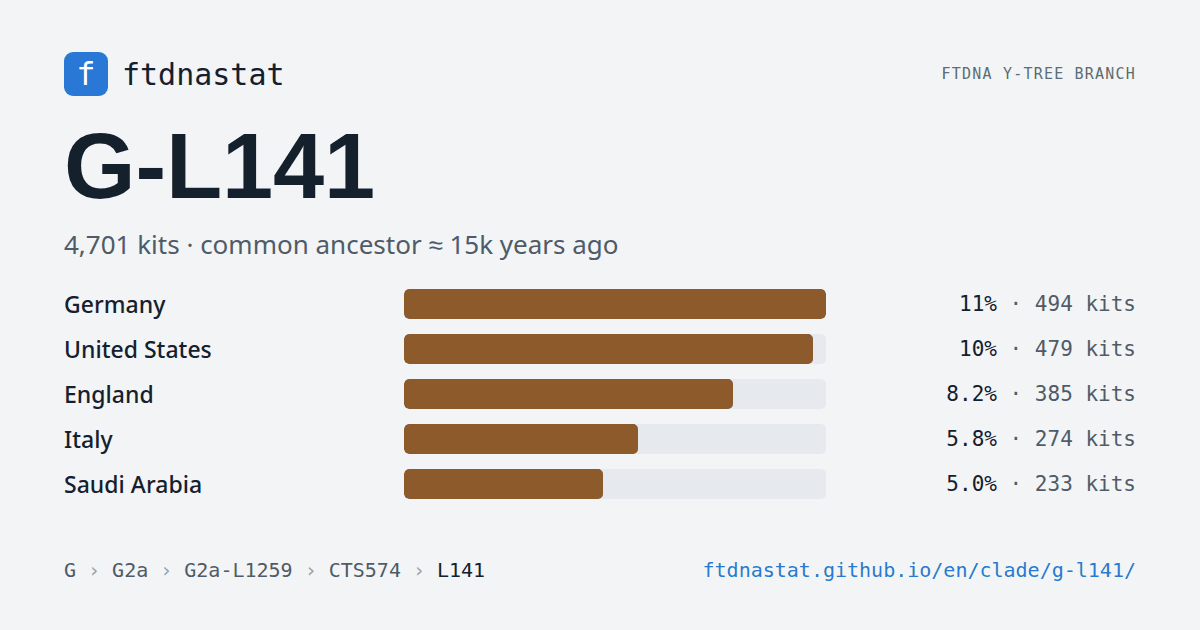 f ftdnastat
FTDNA Y-TREE BRANCH
G-L141
4,701 kits · common ancestor ≈ 15k years ago
Germany 11% · 494 kits
United States 10% · 479 kits
England 8.2% · 385 kits
Italy 5.8% · 274 kits
Saudi Arabia 5.0% · 233 kits
G › G2a › G2a-L1259 › CTS574 › L141
ftdnastat.github.io/en/clade/g-l141/